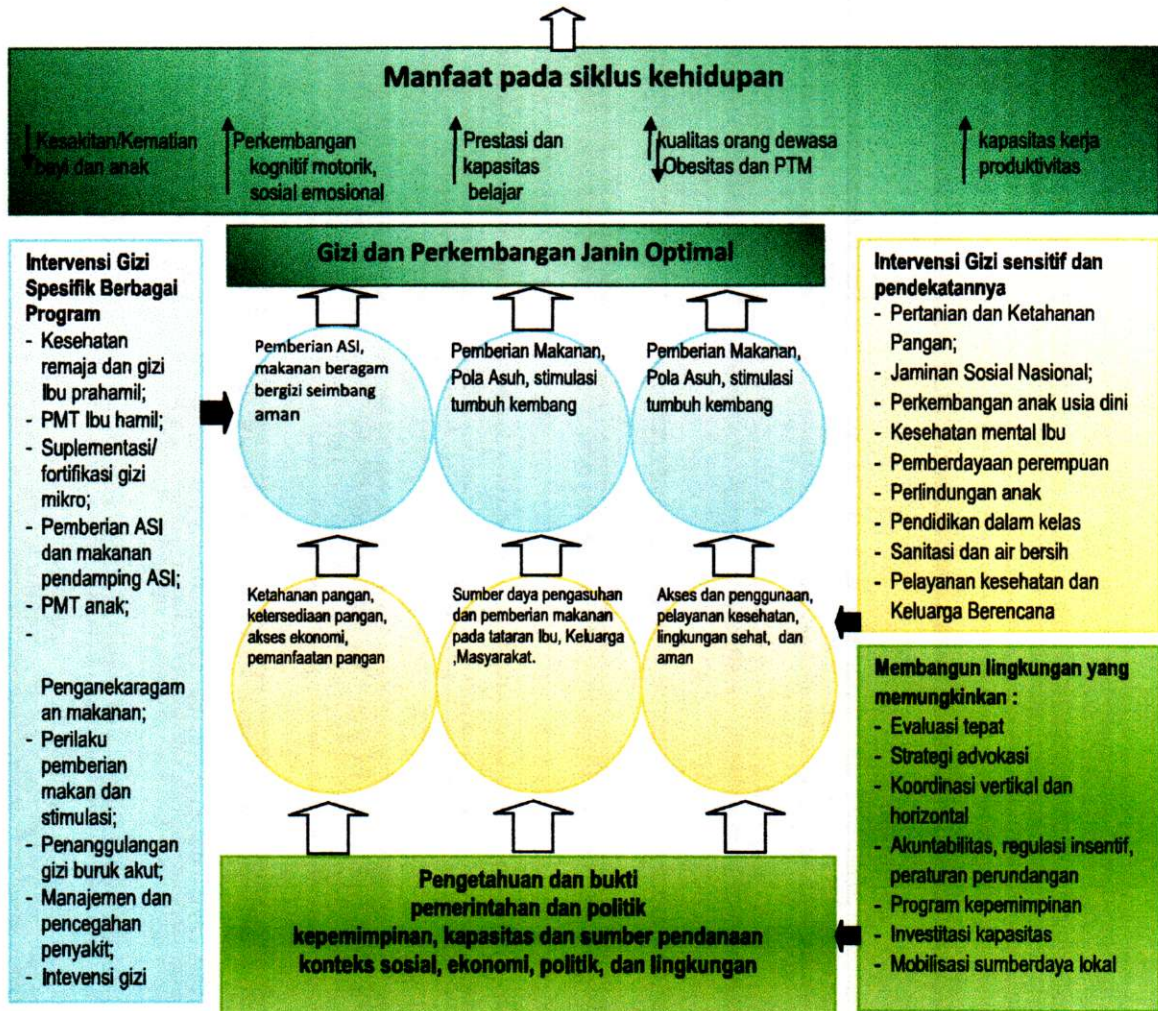 Manfaat pada siklus kehidupan
Kesakitan/Kematian
bayi dan anak
Perkembangan
kognitif motorik,
sosial emosional
Prestasi dan
kapasitas
belajar
kualitas orang dewasa
Obesitas dan PTM
kapasitas kerja
produktivitas
Gizi dan Perkembangan Janin Optimal
Intervensi Gizi
Spesifik Berbagai
Program
- Kesehatan
remaja dan gizi
Ibu prahamil;
- PMT Ibu hamil;
- Suplementasi/
fortifikasi gizi
mikro;
- Pemberian ASI
dan makanan
pendamping ASI;
- PMT anak;
-
Penganekaragam
an makanan;
- Perilaku
pemberian
makan dan
stimulasi;
- Penanggulangan
gizi buruk akut;
- Manajemen dan
pencegahan
penyakit;
- Intevensi gizi
Pemberian ASI,
makanan beragam
bergizi seimbang
aman
Pemberian Makanan,
Pola Asuh, stimulasi
tumbuh kembang
Pemberian Makanan,
Pola Asuh, stimulasi
tumbuh kembang
Ketahanan pangan,
ketersediaan pangan,
akses ekonomi,
pemanfaatan pangan
Sumber daya pengasuhan
dan pemberian makanan
pada tataran Ibu, Keluarga
,Masyarakat.
Akses dan penggunaan,
pelayanan kesehatan,
lingkungan sehat, dan
aman
Pengetahuan dan bukti
pemerintahan dan politik
kepemimpinan, kapasitas dan sumber pendanaan
konteks sosial, ekonomi, politik, dan lingkungan
Intervensi Gizi sensitif dan
pendekatannya
- Pertanian dan Ketahanan
Pangan;
- Jaminan Sosial Nasional;
- Perkembangan anak usia dini
- Kesehatan mental Ibu
- Pemberdayaan perempuan
- Perlindungan anak
- Pendidikan dalam kelas
- Sanitasi dan air bersih
- Pelayanan kesehatan dan
Keluarga Berencana
Membangun lingkungan yang
memungkinkan :
- Evaluasi tepat
- Strategi advokasi
- Koordinasi vertikal dan
horizontal
- Akuntabilitas, regulasi insentif,
peraturan perundangan
- Program kepemimpinan
- Investitasi kapasitas
- Mobilisasi sumberdaya lokal